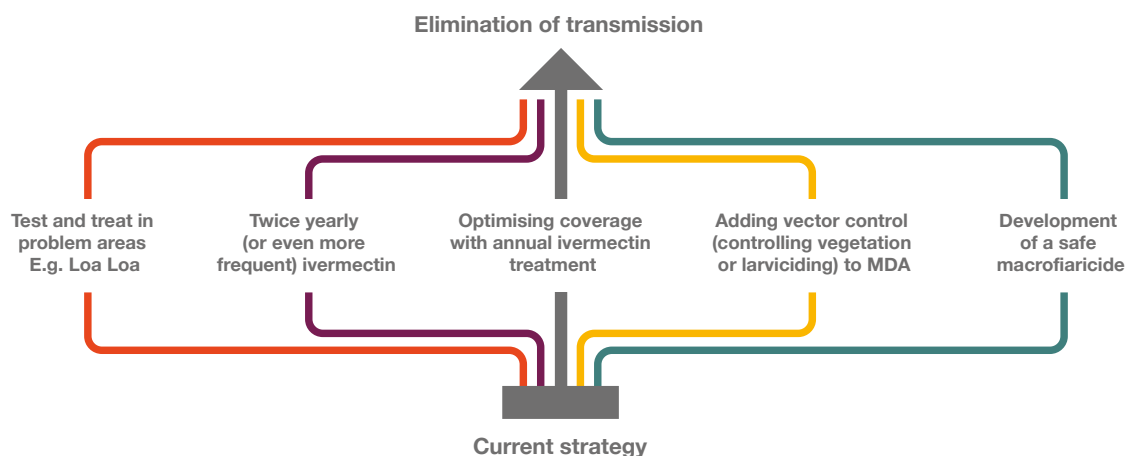 Elimination of transmission
Test and treat in
problem areas
E.g. Loa Loa
Twice yearly
(or even more
frequent) ivermectin
Optimising coverage
with annual ivermectin
treatment
Adding vector control
(controlling vegetation
or larviciding) to MDA
Development
of a safe
macrofiaricide
Current strategy